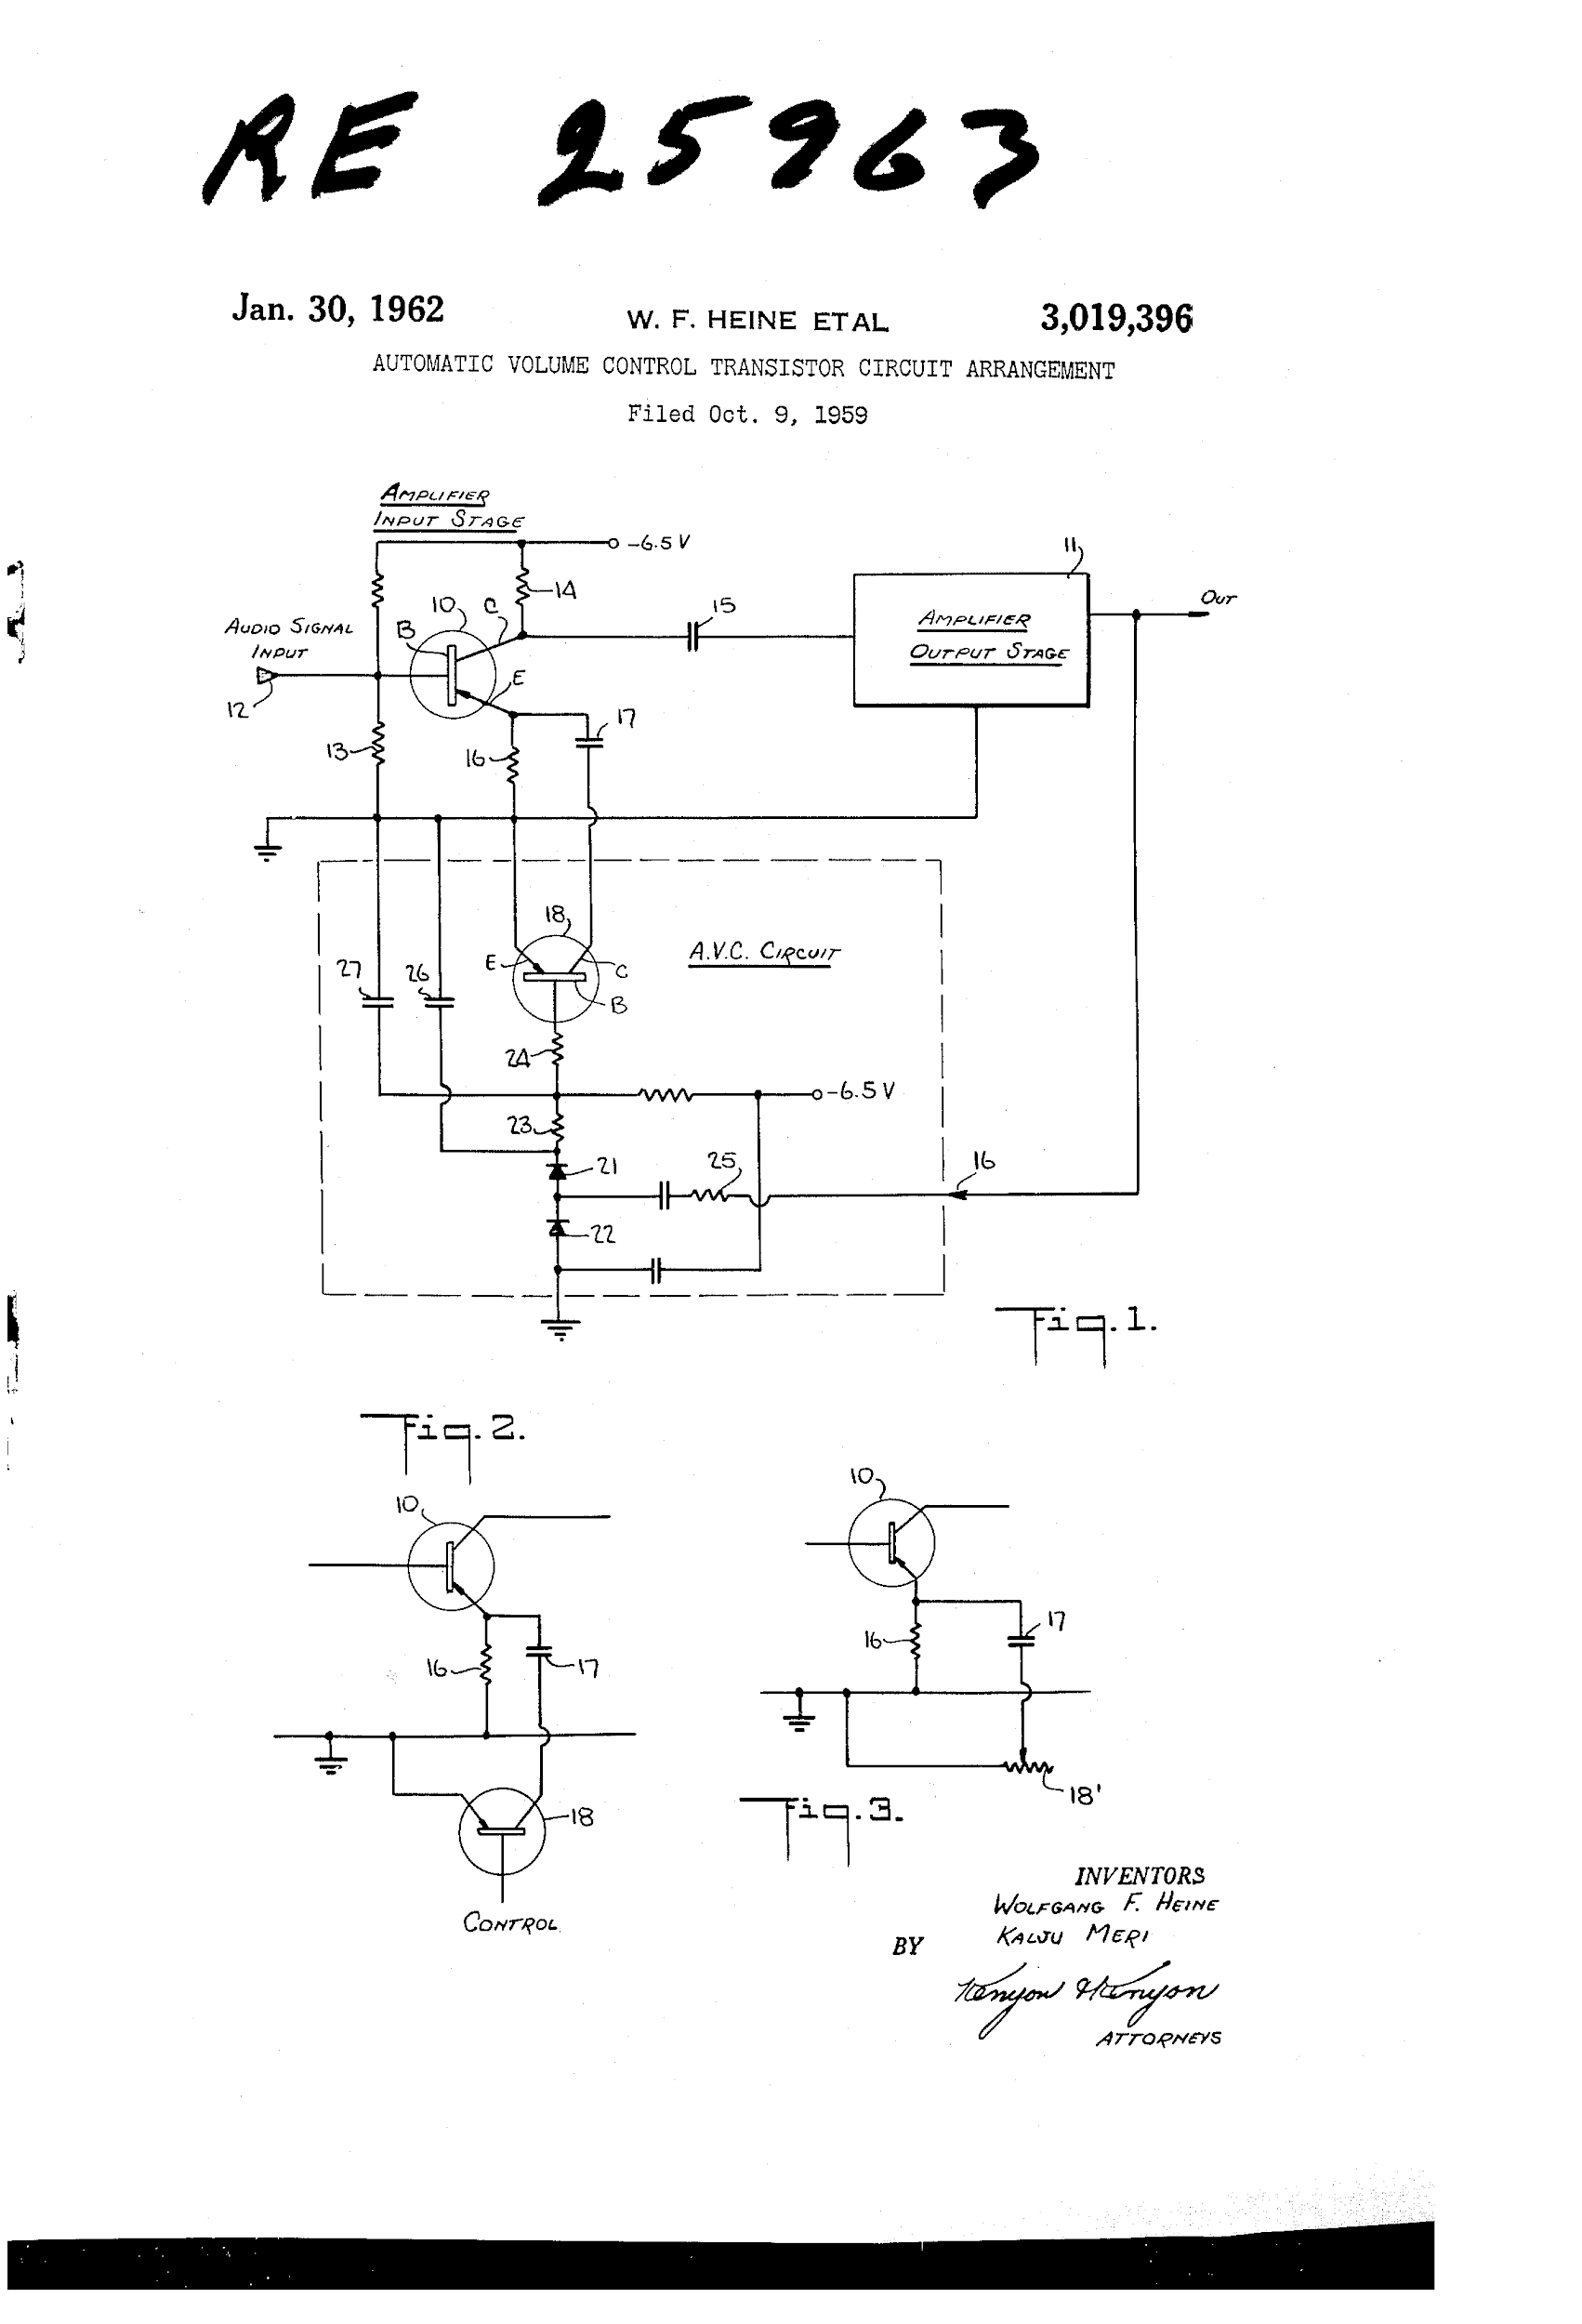 RE 25963
Jan. 30, 1962
W. F. HEINE ETAL
3,019,396
AUTOMATIC VOLUME CONTROL TRANSISTOR CIRCUIT ARRANGEMENT
Filed Oct. 9, 1959
AMPLIFIER
INPUT STAGE
-6.5 V
11
14
10
C
15
OUT
AUDIO SIGNAL
INPUT
B
AMPLIFIER
OUTPUT STAGE
E
12
17
13
16
18
A.V.C. CIRCUIT
E
C
27
26
B
24
-6.5 V
23
21
25
16
22
Fig. 1.
Fig. 2.
10
16
17
18
CONTROL
10
17
16
18'
Fig. 3.
INVENTORS
WOLFGANG F. HEINE
KALJU MERI
BY
Kenyon & Kenyon
ATTORNEYS